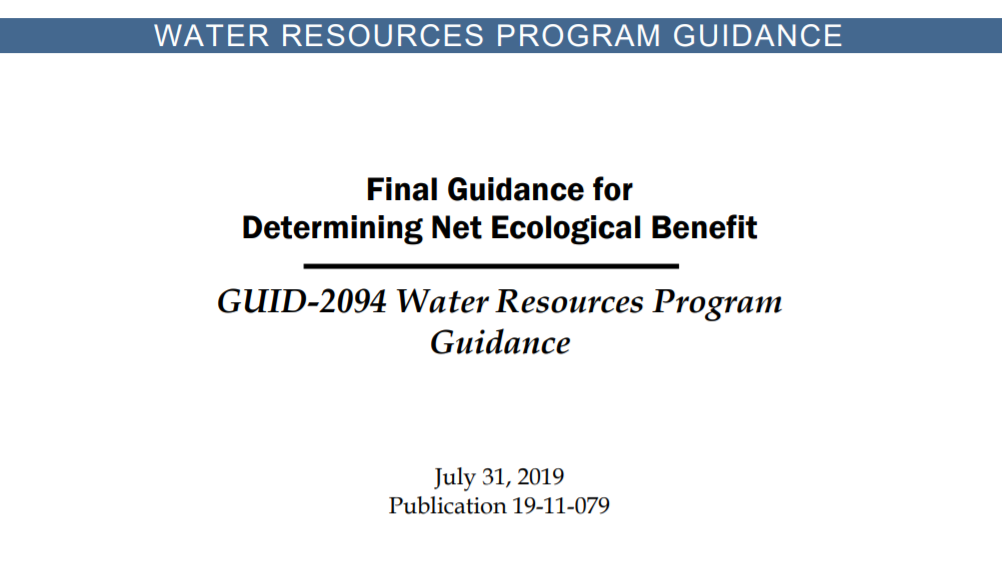 WATER RESOURCES PROGRAM GUIDANCE
Final Guidance for
Determining Net Ecological Benefit
GUID-2094 Water Resources Program
Guidance
July 31, 2019
Publication 19-11-079